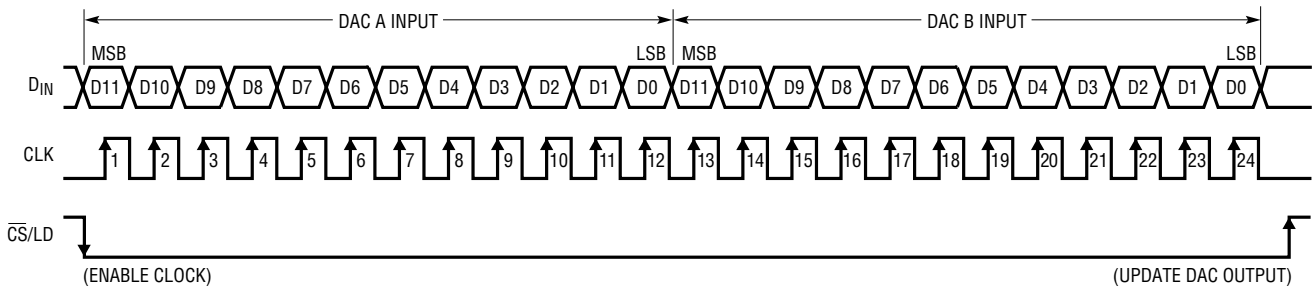 DAC A INPUT DAC B INPUT
MSB LSB MSB LSB
DIN D11 D10 D9 D8 D7 D6 D5 D4 D3 D2 D1 D0 D11 D10 D9 D8 D7 D6 D5 D4 D3 D2 D1 D0
CLK 1 2 3 4 5 6 7 8 9 10 11 12 13 14 15 16 17 18 19 20 21 22 23 24
C̅S̅/LD
(ENABLE CLOCK) (UPDATE DAC OUTPUT)